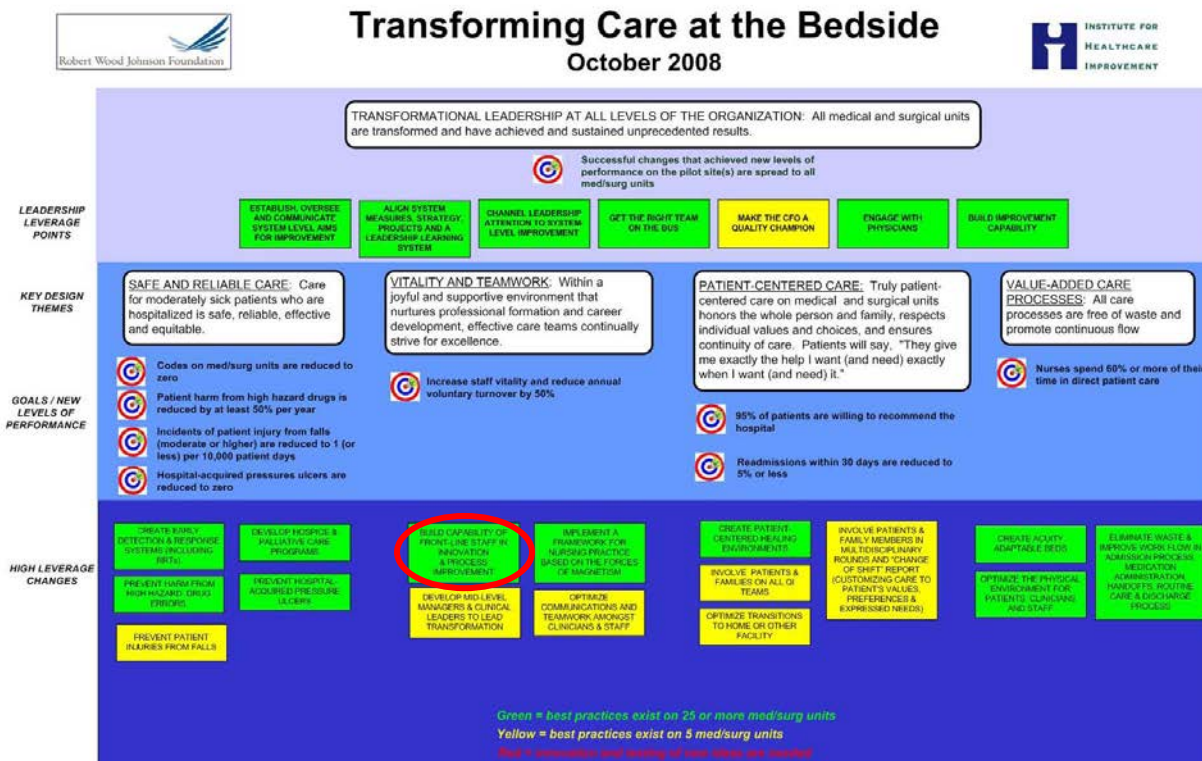 Robert Wood Johnson Foundation
Transforming Care at the Bedside
October 2008
INSTITUTE FOR
HEALTHCARE
IMPROVEMENT
TRANSFORMATIONAL LEADERSHIP AT ALL LEVELS OF THE ORGANIZATION: All medical and surgical units
are transformed and have achieved and sustained unprecedented results.
Successful changes that achieved new levels of
performance on the pilot site(s) are spread to all
med/surg units
LEADERSHIP
LEVERAGE
POINTS
ESTABLISH, OVERSEE
AND COMMUNICATE
SYSTEM LEVEL AIMS
FOR IMPROVEMENT
ALIGN SYSTEM
MEASURES, STRATEGY,
PROJECTS AND A
LEADERSHIP LEARNING
SYSTEM
CHANNEL LEADERSHIP
ATTENTION TO SYSTEM-
LEVEL IMPROVEMENT
GET THE RIGHT TEAM
ON THE BUS
MAKE THE CFO A
QUALITY CHAMPION
ENGAGE WITH
PHYSICIANS
BUILD IMPROVEMENT
CAPABILITY
KEY DESIGN
THEMES
SAFE AND RELIABLE CARE: Care
for moderately sick patients who are
hospitalized is safe, reliable, effective
and equitable.
VITALITY AND TEAMWORK: Within a
joyful and supportive environment that
nurtures professional formation and career
development, effective care teams continually
strive for excellence.
PATIENT-CENTERED CARE: Truly patient-
centered care on medical and surgical units
honors the whole person and family, respects
individual values and choices, and ensures
continuity of care. Patients will say, "They give
me exactly the help I want (and need) exactly
when I want (and need) it."
VALUE-ADDED CARE
PROCESSES: All care
processes are free of waste and
promote continuous flow
GOALS / NEW
LEVELS OF
PERFORMANCE
Codes on med/surg units are reduced to
zero
Patient harm from high hazard drugs is
reduced by at least 50% per year
Incidents of patient injury from falls
(moderate or higher) are reduced to 1 (or
less) per 10,000 patient days
Hospital-acquired pressures ulcers are
reduced to zero
Increase staff vitality and reduce annual
voluntary turnover by 50%
95% of patients are willing to recommend the
hospital
Readmissions within 30 days are reduced to
5% or less
Nurses spend 60% or more of their
time in direct patient care
HIGH LEVERAGE
CHANGES
CREATE EARLY
DETECTION & RESPONSE
SYSTEMS (INCLUDING
RRTs)
DEVELOP HOSPICE &
PALLIATIVE CARE
PROGRAMS
PREVENT HARM FROM
HIGH HAZARD DRUG
ERRORS
PREVENT HOSPITAL-
ACQUIRED PRESSURE
ULCERS
PREVENT PATIENT
INJURIES FROM FALLS
BUILD CAPABILITY OF
FRONT-LINE STAFF IN
INNOVATION
& PROCESS
IMPROVEMENT
IMPLEMENT A
FRAMEWORK FOR
NURSING PRACTICE
BASED ON THE FORCES
OF MAGNETISM
DEVELOP MID-LEVEL
MANAGERS & CLINICAL
LEADERS TO LEAD
TRANSFORMATION
OPTIMIZE
COMMUNICATIONS AND
TEAMWORK AMONGST
CLINICIANS & STAFF
CREATE PATIENT-
CENTERED HEALING
ENVIRONMENTS
INVOLVE PATIENTS &
FAMILIES ON ALL QI
TEAMS
OPTIMIZE TRANSITIONS
TO HOME OR OTHER
FACILITY
INVOLVE PATIENTS &
FAMILY MEMBERS IN
MULTIDISCIPLINARY
ROUNDS AND "CHANGE
OF SHIFT" REPORT
(CUSTOMIZING CARE TO
PATIENT'S VALUES,
PREFERENCES &
EXPRESSED NEEDS)
CREATE ACUITY
ADAPTABLE BEDS
OPTIMIZE THE PHYSICAL
ENVIRONMENT FOR
PATIENTS, CLINICIANS
AND STAFF
ELIMINATE WASTE &
IMPROVE WORK FLOW IN
ADMISSION PROCESS,
MEDICATION
ADMINISTRATION,
HANDOFFS, ROUTINE
CARE & DISCHARGE
PROCESS
Green = best practices exist on 25 or more med/surg units
Yellow = best practices exist on 5 med/surg units
Red = innovation and testing of new ideas are needed